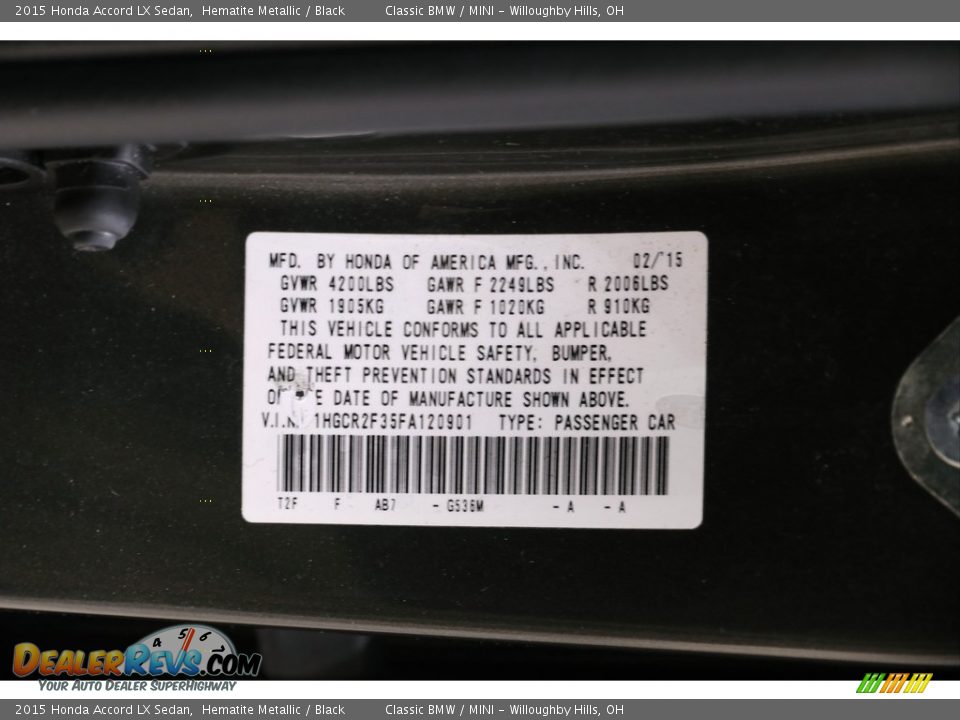 2015 Honda Accord LX Sedan, Hematite Metallic / Black Classic BMW / MINI - Willoughby Hills, OH
MFD. BY HONDA OF AMERICA MFG., INC. 02/'15
GVWR 4200LBS GAWR F 2249LBS R 2006LBS
GVWR 1905KG GAWR F 1020KG R 910KG
THIS VEHICLE CONFORMS TO ALL APPLICABLE
FEDERAL MOTOR VEHICLE SAFETY, BUMPER,
AND THEFT PREVENTION STANDARDS IN EFFECT
DATE OF MANUFACTURE SHOWN ABOVE.
V.I.N. 1HGCR2F35FA120901 TYPE: PASSENGER CAR
T2F F AB7 - G536M - A - A
4 5 6
DEALERREVS.COM
YOUR AUTO DEALER SUPERHIGHWAY
2015 Honda Accord LX Sedan, Hematite Metallic / Black Classic BMW / MINI - Willoughby Hills, OH